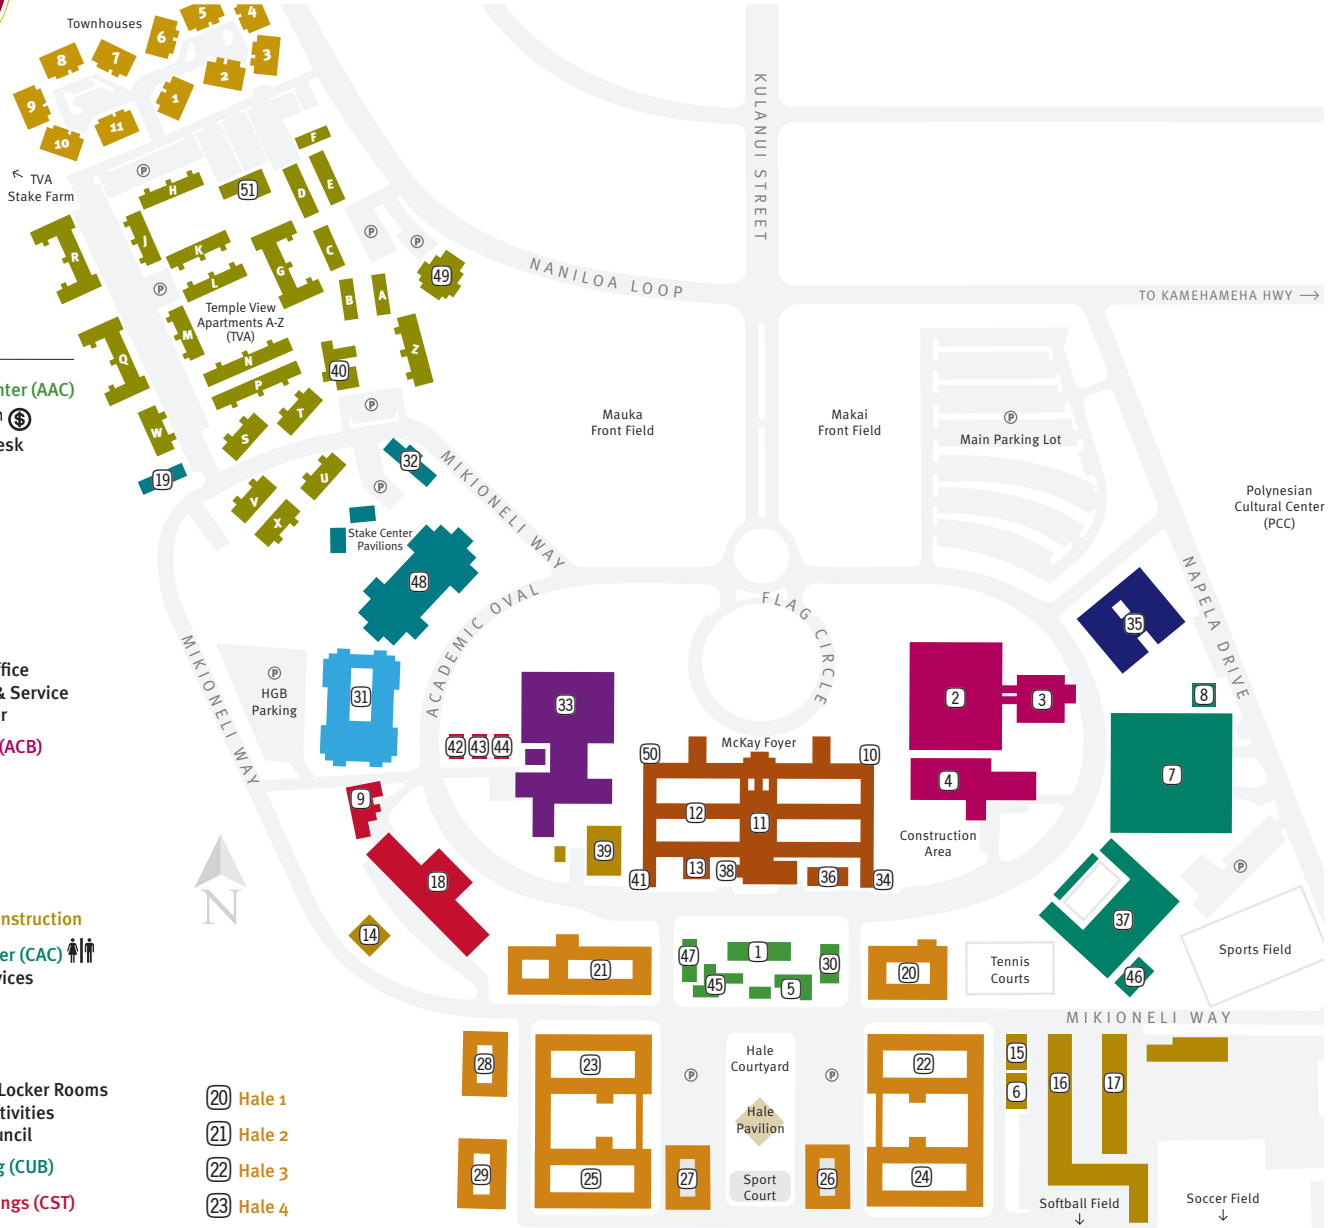 Townhouses
5
4
6
3
8
7
2
1
9
11
10
F
TVA
Stake Farm
H
51
D
E
J
K
C
R
G
49
L
B
A
KULANUI STREET
NANILOA LOOP
TO KAMEHAMEHA HWY
Temple View
Apartments A-Z
(TVA)
M
Z
Q
N
40
P
T
W
S
Mauka
Front Field
Makai
Front Field
P
Main Parking Lot
Polynesian
Cultural Center
(PCC)
nter (AAC)
$
esk
19
32
MIKIONELI WAY
U
V
X
Stake Center
Pavilions
48
ACADEMIC OVAL
FLAG CIRCLE
NAPELA DRIVE
35
MIKIONELI WAY
P
HGB
Parking
31
33
2
3
8
ffice
& Service
r
(ACB)
42
43
44
50
McKay Foyer
10
7
9
4
12
11
Construction
Area
39
13
38
36
41
34
18
P
37
N
14
nstruction
er (CAC)
vices
47
1
30
21
45
5
20
Tennis
Courts
46
Sports Field
MIKIONELI WAY
28
23
P
Hale
Courtyard
P
22
15
6
16
17
Hale
Pavilion
29
25
27
Sport
Court
26
24
Softball Field
Soccer Field
Locker Rooms
tivities
uncil
g (CUB)
ngs (CST)
20 Hale 1
21 Hale 2
22 Hale 3
23 Hale 4